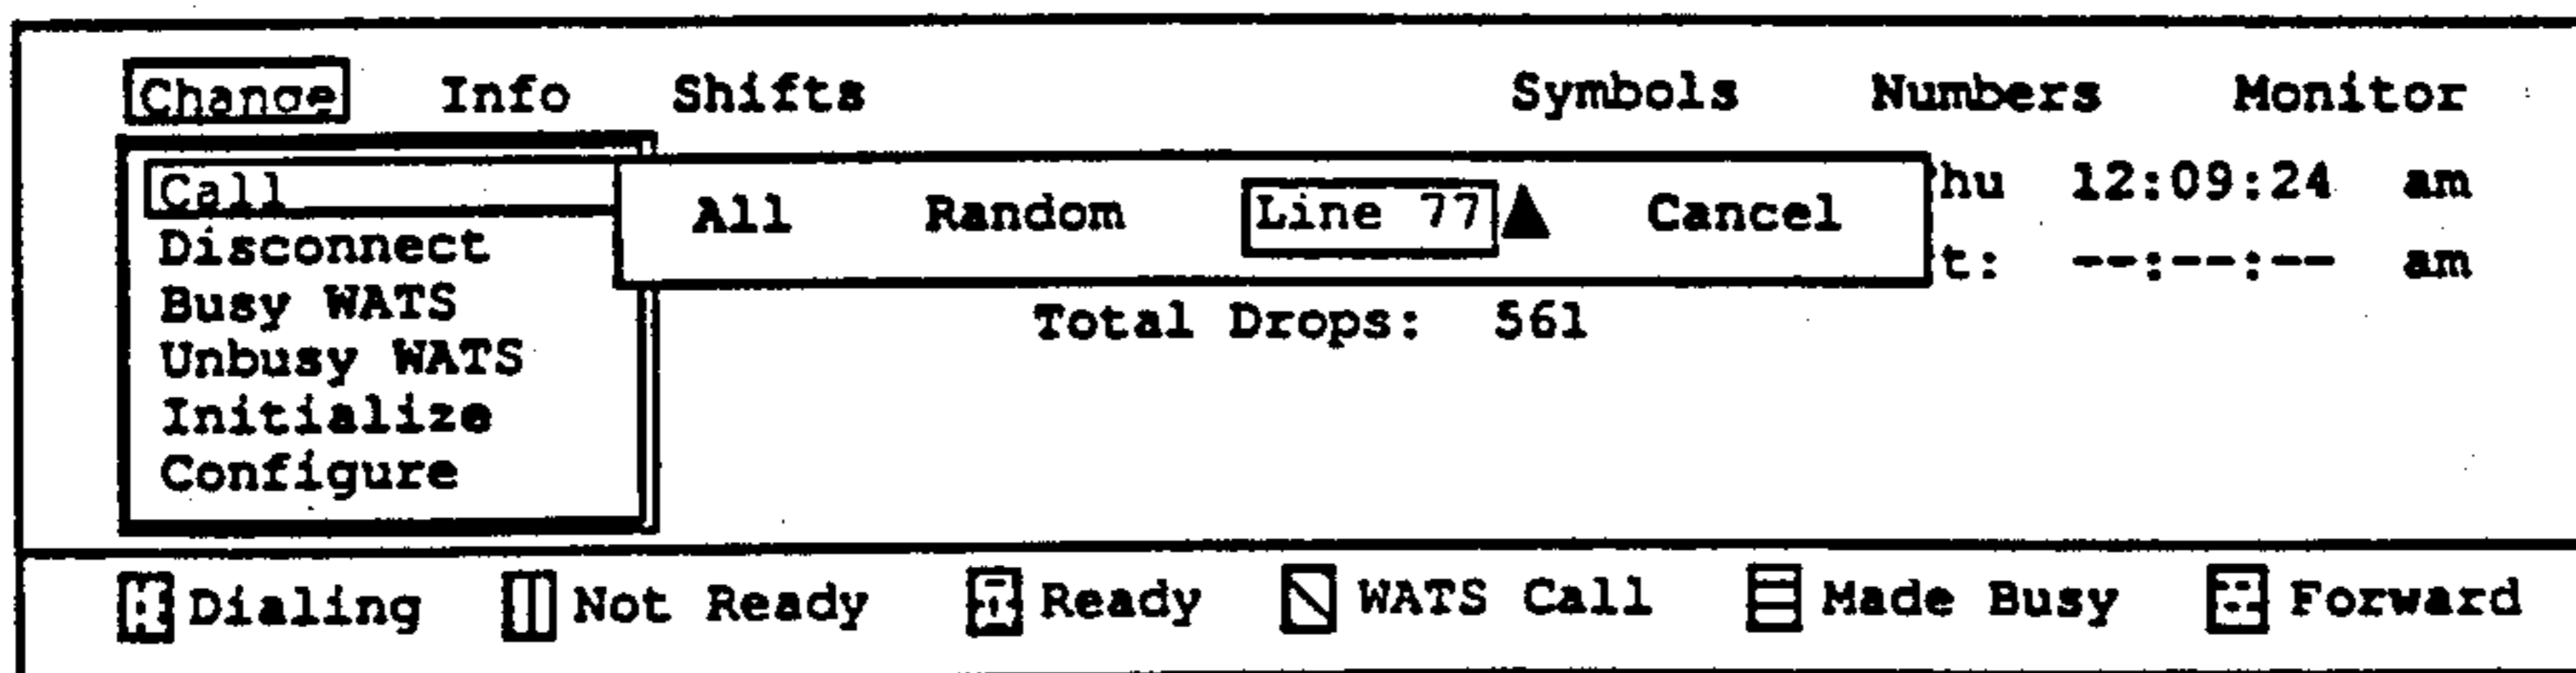 Change Info Shifts Symbols Numbers Monitor
Call All Random Line 77 Cancel hu 12:09:24 am
Disconnect t: --:--:-- am
Busy WATS Total Drops: 561
Unbusy WATS
Initialize
Configure
Dialing Not Ready Ready WATS Call Made Busy Forward